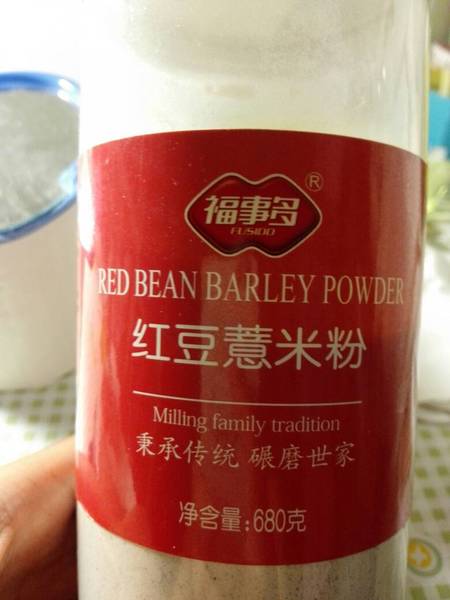 福事多®
FUSIDO
RED BEAN BARLEY POWDER
红豆薏米粉
Milling family tradition
秉承传统 碾磨世家
净含量:680克